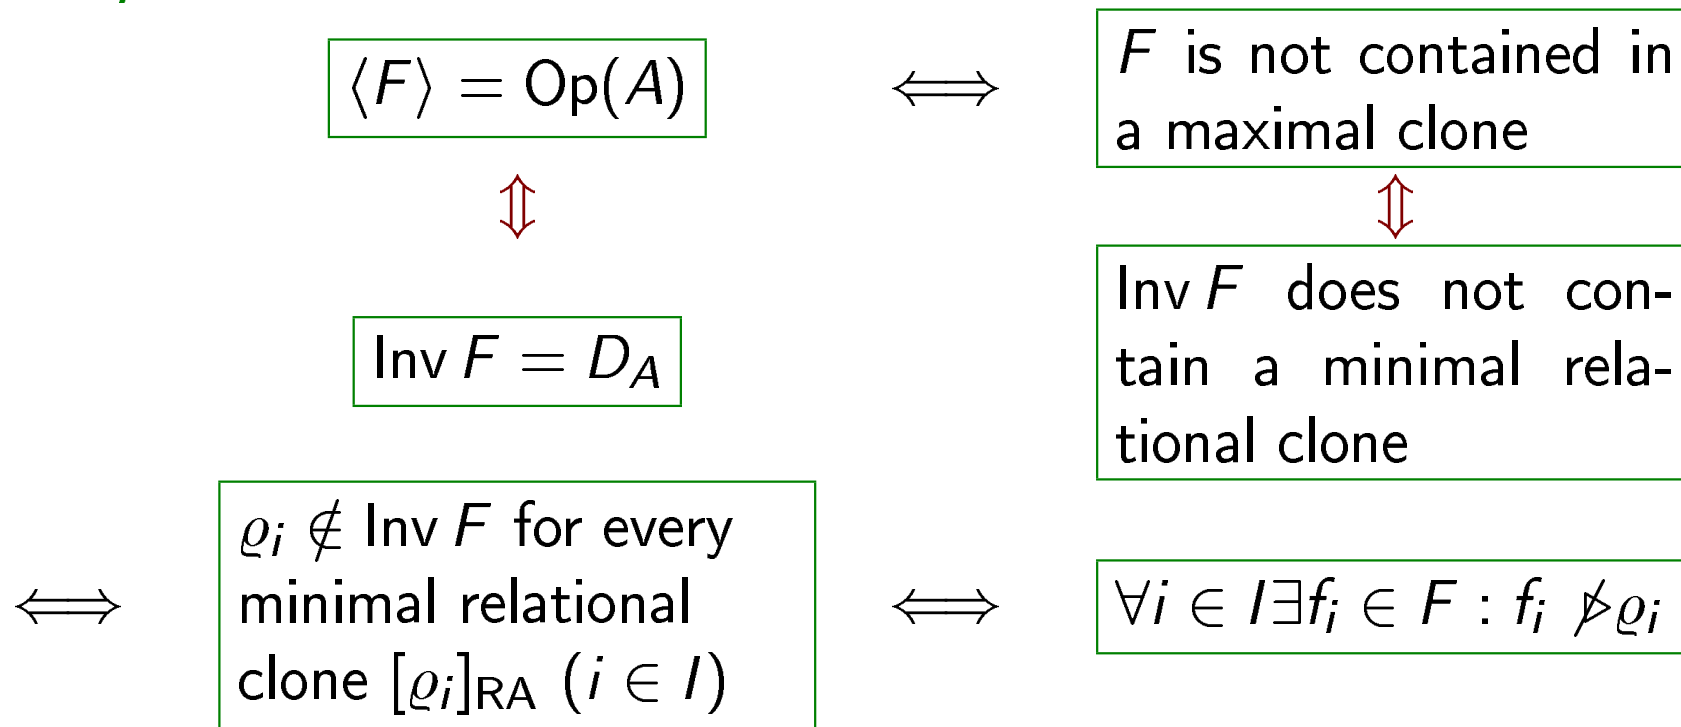 ⟨F⟩ = Op(A) ⟺ F is not contained in
a maximal clone
⇕ ⇕
Inv F = D_A
Inv F does not con-
tain a minimal rela-
tional clone
ϱ_i ∉ Inv F for every
minimal relational
clone [ϱ_i]_RA (i ∈ I)
⟺ ⟺ ∀i ∈ I∃f_i ∈ F : f_i ⋫ ϱ_i